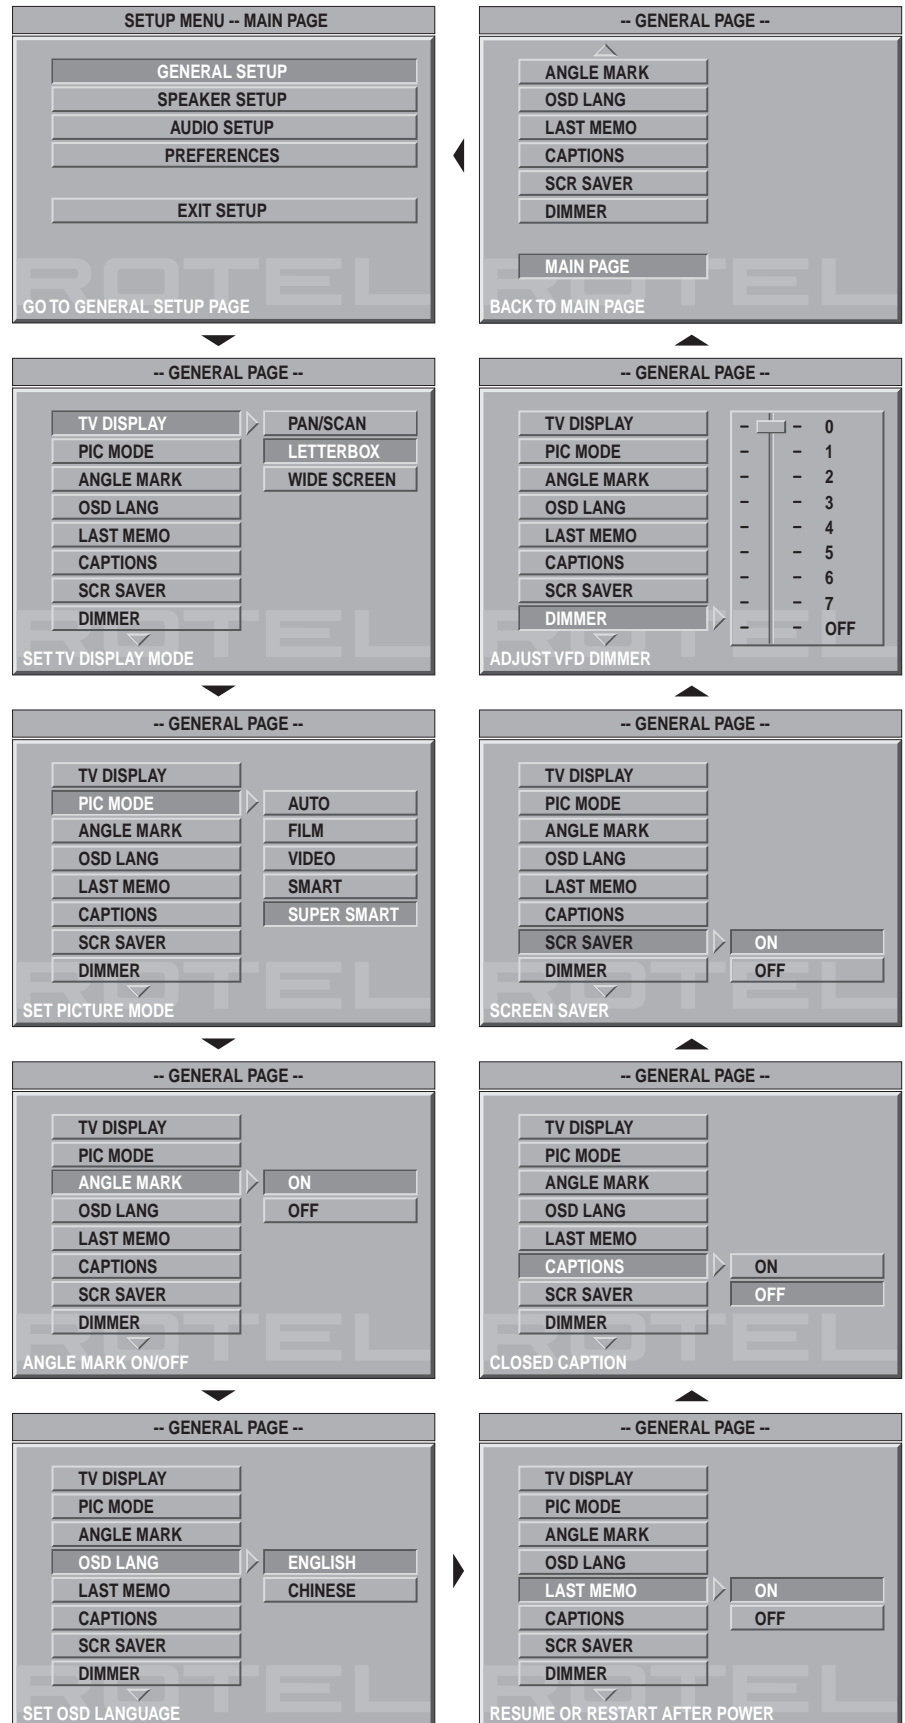 SETUP MENU -- MAIN PAGE
GENERAL SETUP
SPEAKER SETUP
AUDIO SETUP
PREFERENCES
EXIT SETUP
ROTEL
GO TO GENERAL SETUP PAGE
-- GENERAL PAGE --
TV DISPLAY
PAN/SCAN
PIC MODE
LETTERBOX
ANGLE MARK
WIDE SCREEN
OSD LANG
LAST MEMO
CAPTIONS
SCR SAVER
DIMMER
ROTEL
SET TV DISPLAY MODE
-- GENERAL PAGE --
TV DISPLAY
PIC MODE
AUTO
ANGLE MARK
FILM
OSD LANG
VIDEO
LAST MEMO
SMART
CAPTIONS
SUPER SMART
SCR SAVER
DIMMER
ROTEL
SET PICTURE MODE
-- GENERAL PAGE --
TV DISPLAY
PIC MODE
ANGLE MARK
ON
OSD LANG
OFF
LAST MEMO
CAPTIONS
SCR SAVER
DIMMER
ROTEL
ANGLE MARK ON/OFF
-- GENERAL PAGE --
TV DISPLAY
PIC MODE
ANGLE MARK
OSD LANG
ENGLISH
LAST MEMO
CHINESE
CAPTIONS
SCR SAVER
DIMMER
ROTEL
SET OSD LANGUAGE
-- GENERAL PAGE --
TV DISPLAY
PIC MODE
ANGLE MARK
OSD LANG
LAST MEMO
ON
CAPTIONS
OFF
SCR SAVER
DIMMER
ROTEL
RESUME OR RESTART AFTER POWER
-- GENERAL PAGE --
TV DISPLAY
PIC MODE
ANGLE MARK
OSD LANG
LAST MEMO
CAPTIONS
ON
SCR SAVER
OFF
DIMMER
ROTEL
CLOSED CAPTION
-- GENERAL PAGE --
TV DISPLAY
PIC MODE
ANGLE MARK
OSD LANG
LAST MEMO
CAPTIONS
SCR SAVER
ON
DIMMER
OFF
ROTEL
SCREEN SAVER
-- GENERAL PAGE --
TV DISPLAY
0
PIC MODE
1
ANGLE MARK
2
OSD LANG
3
LAST MEMO
4
CAPTIONS
5
SCR SAVER
6
7
DIMMER
OFF
ROTEL
ADJUST VFD DIMMER
-- GENERAL PAGE --
ANGLE MARK
OSD LANG
LAST MEMO
CAPTIONS
SCR SAVER
DIMMER
MAIN PAGE
ROTEL
BACK TO MAIN PAGE